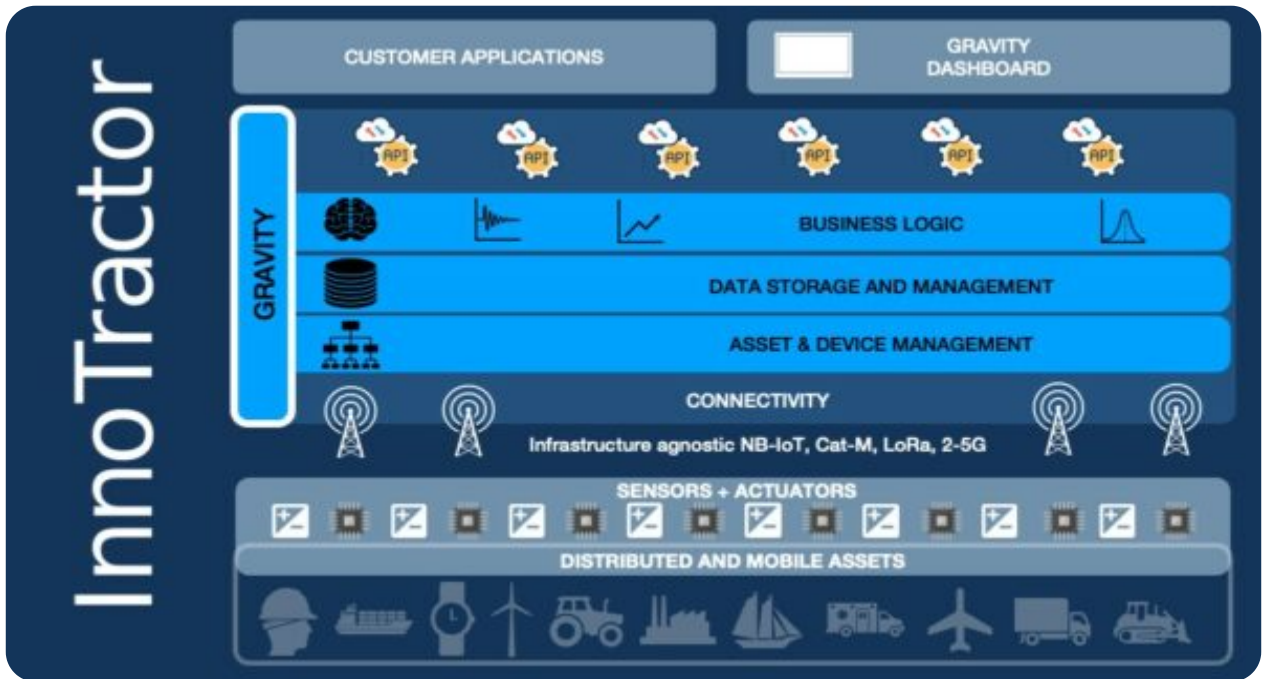 InnoTractor
CUSTOMER APPLICATIONS
GRAVITY
DASHBOARD
GRAVITY
API API API API API API
BUSINESS LOGIC
DATA STORAGE AND MANAGEMENT
ASSET & DEVICE MANAGEMENT
CONNECTIVITY
Infrastructure agnostic NB-IoT, Cat-M, LoRa, 2-5G
SENSORS + ACTUATORS
DISTRIBUTED AND MOBILE ASSETS